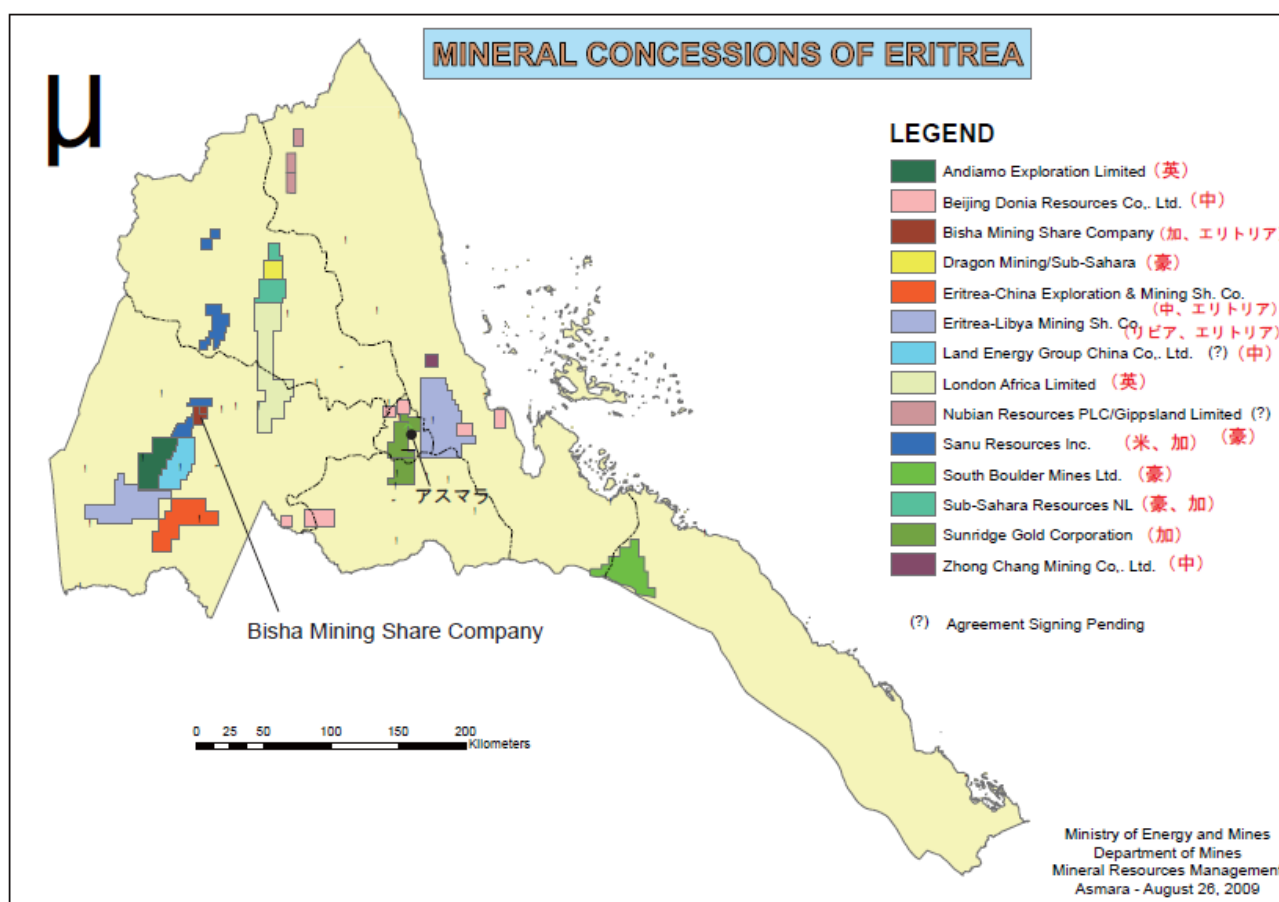 MINERAL CONCESSIONS OF ERITREA
μ
LEGEND
Andiamo Exploration Limited (英)
Beijing Donia Resources Co,. Ltd. (中)
Bisha Mining Share Company (加、エリトリア
Dragon Mining/Sub-Sahara (豪)
Eritrea-China Exploration & Mining Sh. Co.
(中、エリトリア)
Eritrea-Libya Mining Sh. Co.
(リビア、エリトリア)
Land Energy Group China Co,. Ltd. (?) (中)
London Africa Limited (英)
Nubian Resources PLC/Gippsland Limited (?)
(豪)
Sanu Resources Inc. (米、加)
South Boulder Mines Ltd. (豪)
Sub-Sahara Resources NL (豪、加)
Sunridge Gold Corporation (加)
Zhong Chang Mining Co,. Ltd. (中)
(?) Agreement Signing Pending
アスマラ
Bisha Mining Share Company
0 25 50 100 150 200
Kilometers
Ministry of Energy and Mines
Department of Mines
Mineral Resources Management
Asmara - August 26, 2009